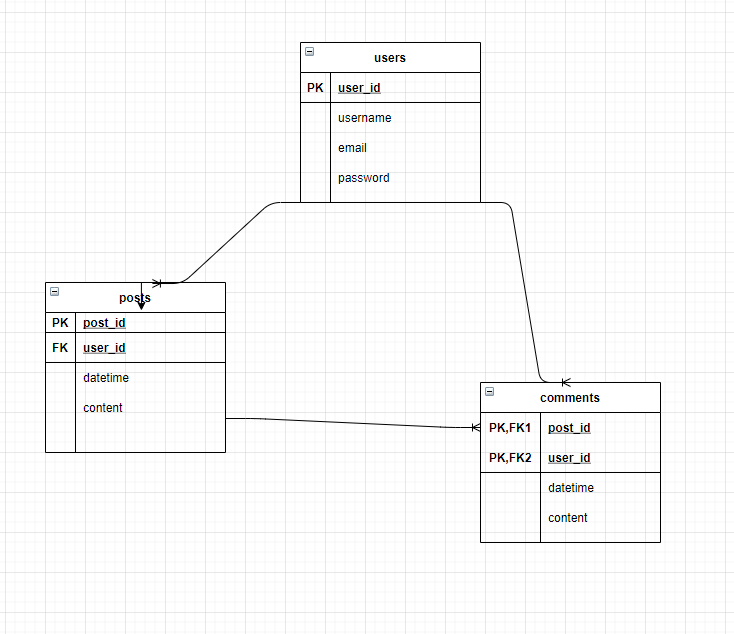 users
PK user_id
username
email
password
posts
PK post_id
FK user_id
datetime
content
comments
PK,FK1 post_id
PK,FK2 user_id
datetime
content